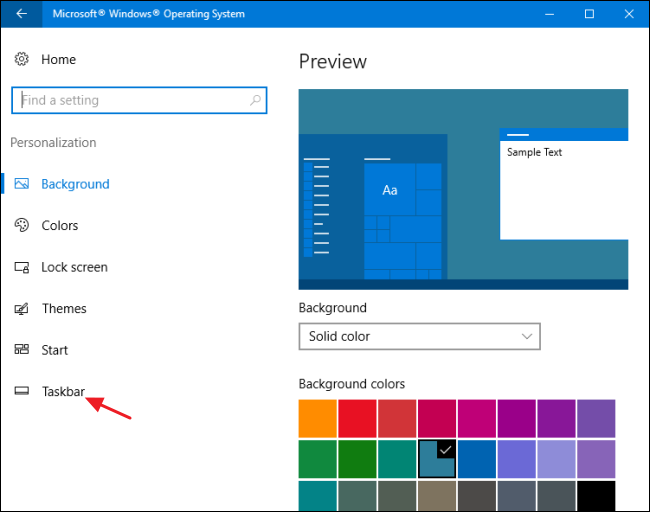 Microsoft® Windows® Operating System
Home
Find a setting
Personalization
Background
Colors
Lock screen
Themes
Start
Taskbar
Preview
Aa
Sample Text
Background
Solid color
Background colors